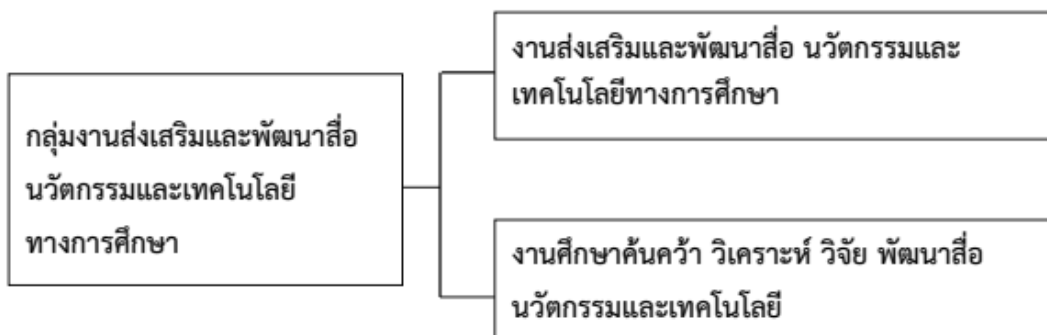 กลุ่มงานส่งเสริมและพัฒนาสื่อ
นวัตกรรมและเทคโนโลยี
ทางการศึกษา
งานส่งเสริมและพัฒนาสื่อ นวัตกรรมและ
เทคโนโลยีทางการศึกษา
งานศึกษาค้นคว้า วิเคราะห์ วิจัย พัฒนาสื่อ
นวัตกรรมและเทคโนโลยี